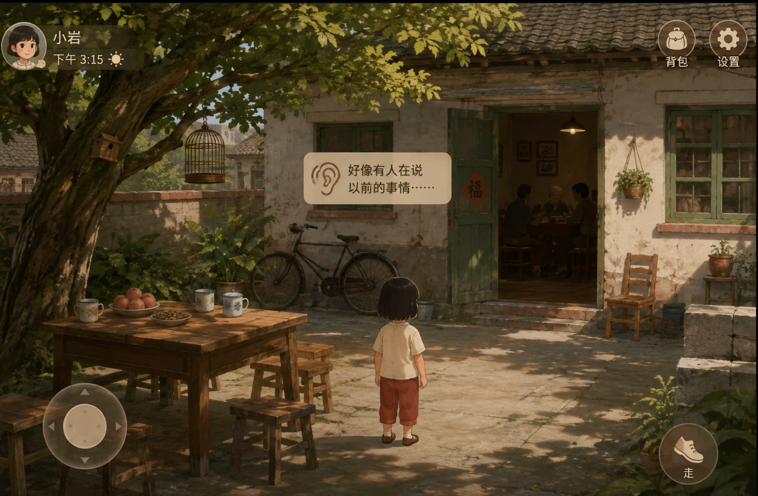 小岩
下午 3:15
背包
设置
好像有人在说
以前的事情……
福
走